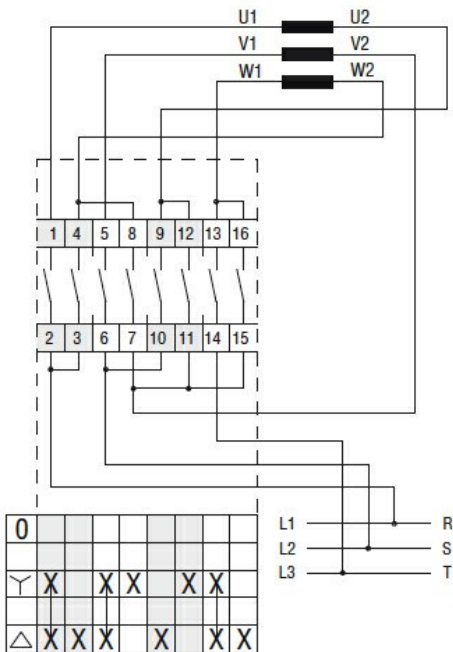 U1 U2
V1 V2
W1 W2
1 4 5 8 9 12 13 16
2 3 6 7 10 11 14 15
L1 R
L2 S
L3 T
0
Y X X X X X
△ X X X X X X